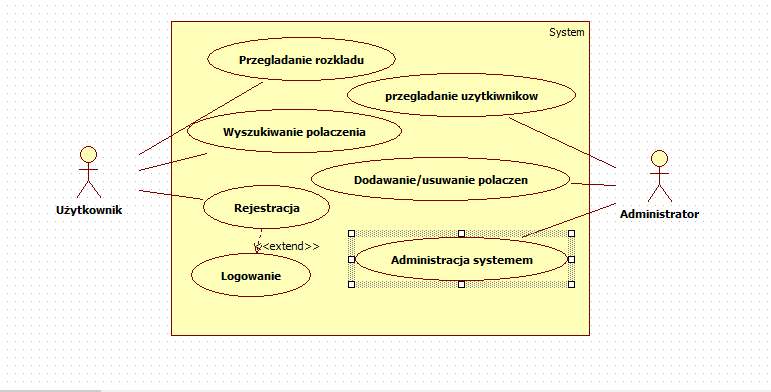 System
Przegladanie rozkladu
przegladanie uzytkiwnikow
Wyszukiwanie polaczenia
Dodawanie/usuwanie polaczen
Użytkownik
Rejestracja
Administrator
<<extend>>
Administracja systemem
Logowanie